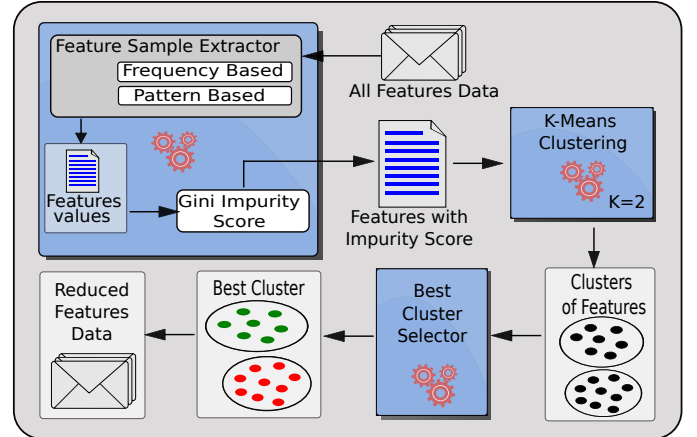 Feature Sample Extractor
Frequency Based
Pattern Based
All Features Data
Features
values
Gini Impurity
Score
Features with
Impurity Score
K-Means
Clustering
K=2
Clusters
of Features
Best
Cluster
Selector
Best Cluster
Reduced
Features
Data